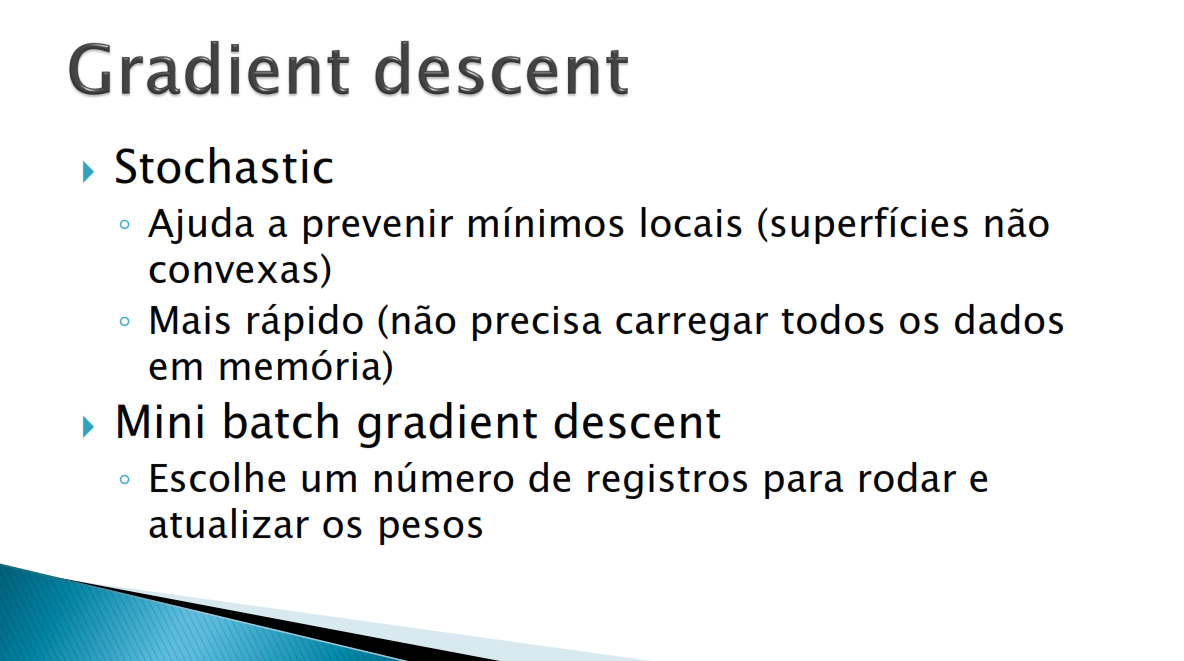 Gradient descent
Stochastic
Ajuda a prevenir mínimos locais (superfícies não
convexas)
Mais rápido (não precisa carregar todos os dados
em memória)
Mini batch gradient descent
Escolhe um número de registros para rodar e
atualizar os pesos